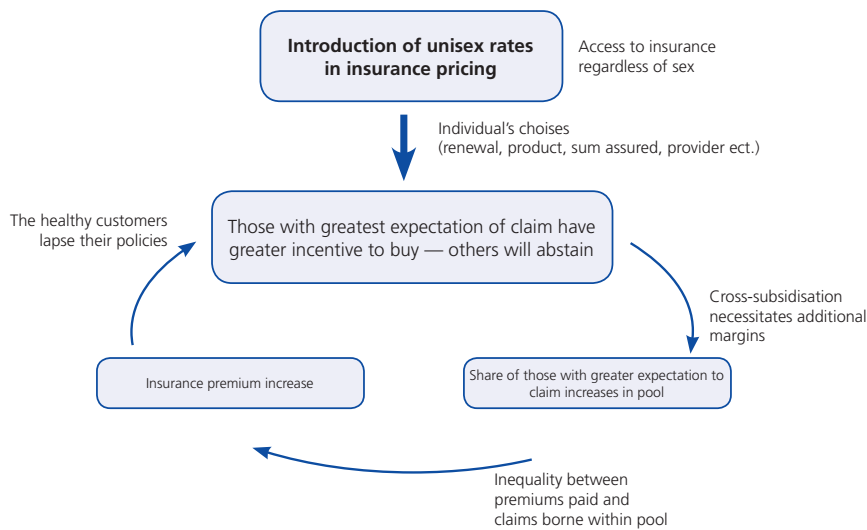 Introduction of unisex rates
in insurance pricing
Access to insurance
regardless of sex
Individual's choises
(renewal, product, sum assured, provider ect.)
The healthy customers
lapse their policies
Those with greatest expectation of claim have
greater incentive to buy — others will abstain
Cross-subsidisation
necessitates additional
margins
Insurance premium increase
Share of those with greater expectation to
claim increases in pool
Inequality between
premiums paid and
claims borne within pool